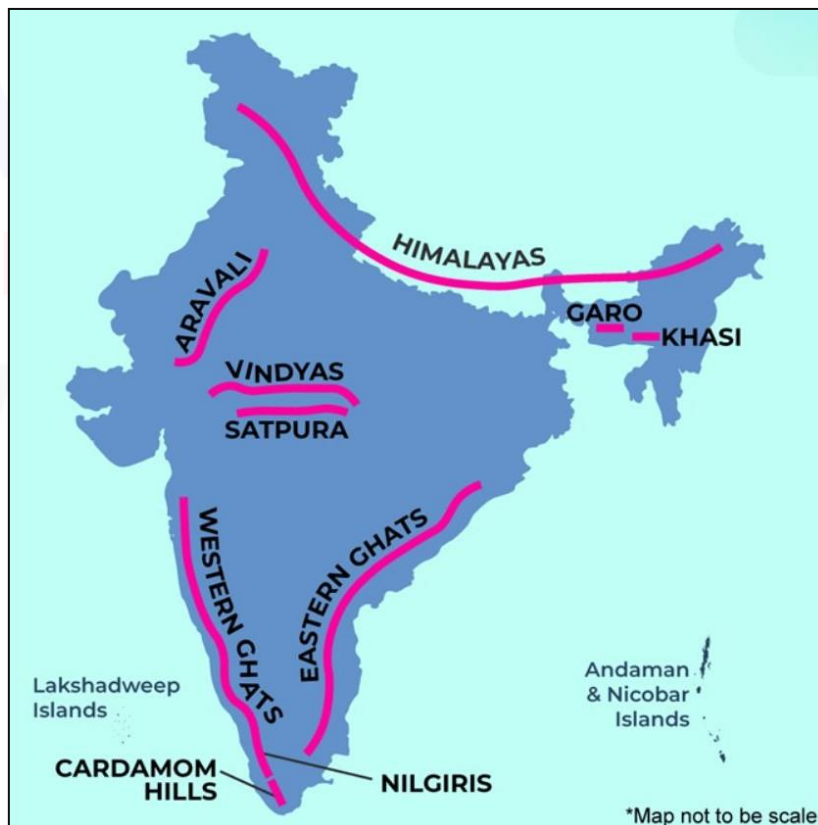 HIMALAYAS
ARAVALI
GARO
KHASI
VINDYAS
SATPURA
WESTERN GHATS
EASTERN GHATS
Lakshadweep
Islands
Andaman
& Nicobar
Islands
CARDAMOM
HILLS
NILGIRIS
*Map not to be scale